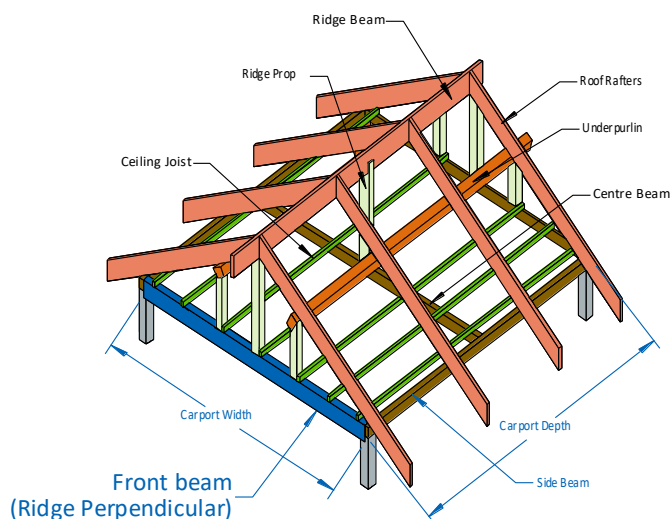 Ridge Beam
Ridge Prop
Roof Rafters
Underpurlin
Ceiling Joist
Centre Beam
Carport Width
Carport Depth
Front beam
(Ridge Perpendicular)
Side Beam